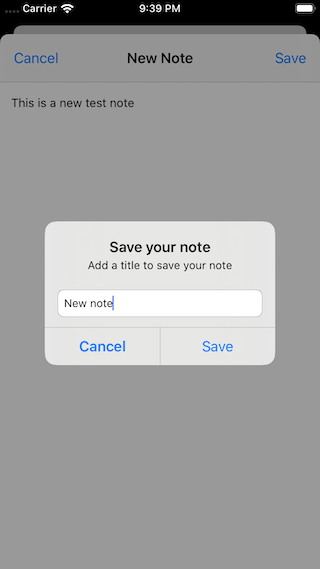 Carrier 9:39 PM
Cancel New Note Save
This is a new test note
Save your note
Add a title to save your note
New note
Cancel Save